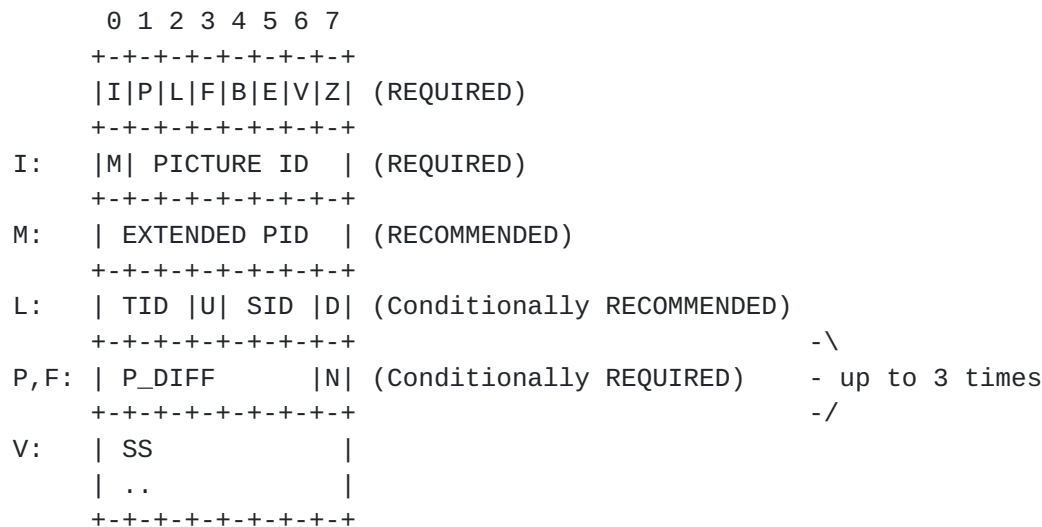 0 1 2 3 4 5 6 7
     +-+-+-+-+-+-+-+-+
     |I|P|L|F|B|E|V|Z| (REQUIRED)
     +-+-+-+-+-+-+-+-+
I:   |M| PICTURE ID  | (REQUIRED)
     +-+-+-+-+-+-+-+-+
M:   | EXTENDED PID  | (RECOMMENDED)
     +-+-+-+-+-+-+-+-+
L:   | TID |U| SID |D| (Conditionally RECOMMENDED)
     +-+-+-+-+-+-+-+-+                             -\
P,F: | P_DIFF      |N| (Conditionally REQUIRED)    - up to 3 times
     +-+-+-+-+-+-+-+-+                             -/
V:   | SS            |
     | ..            |
     +-+-+-+-+-+-+-+-+